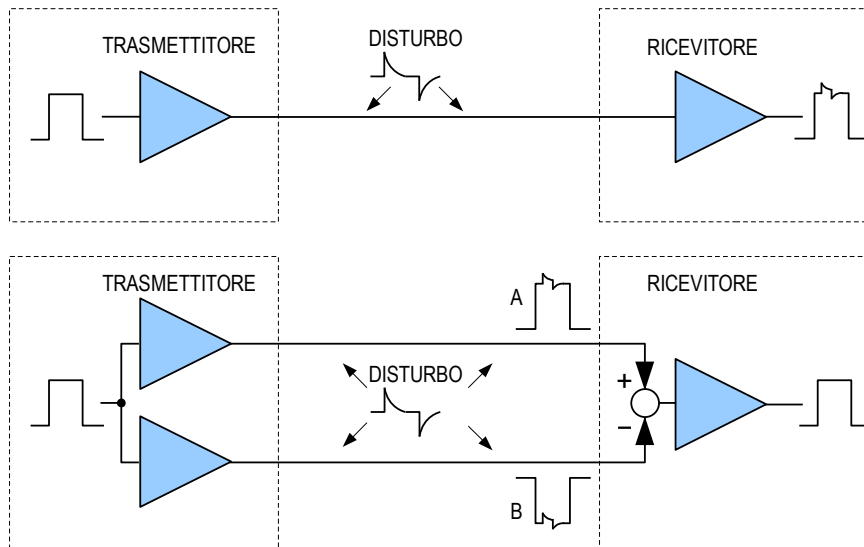 TRASMETTITORE
DISTURBO
RICEVITORE
TRASMETTITORE
RICEVITORE
A
DISTURBO
+
−
B